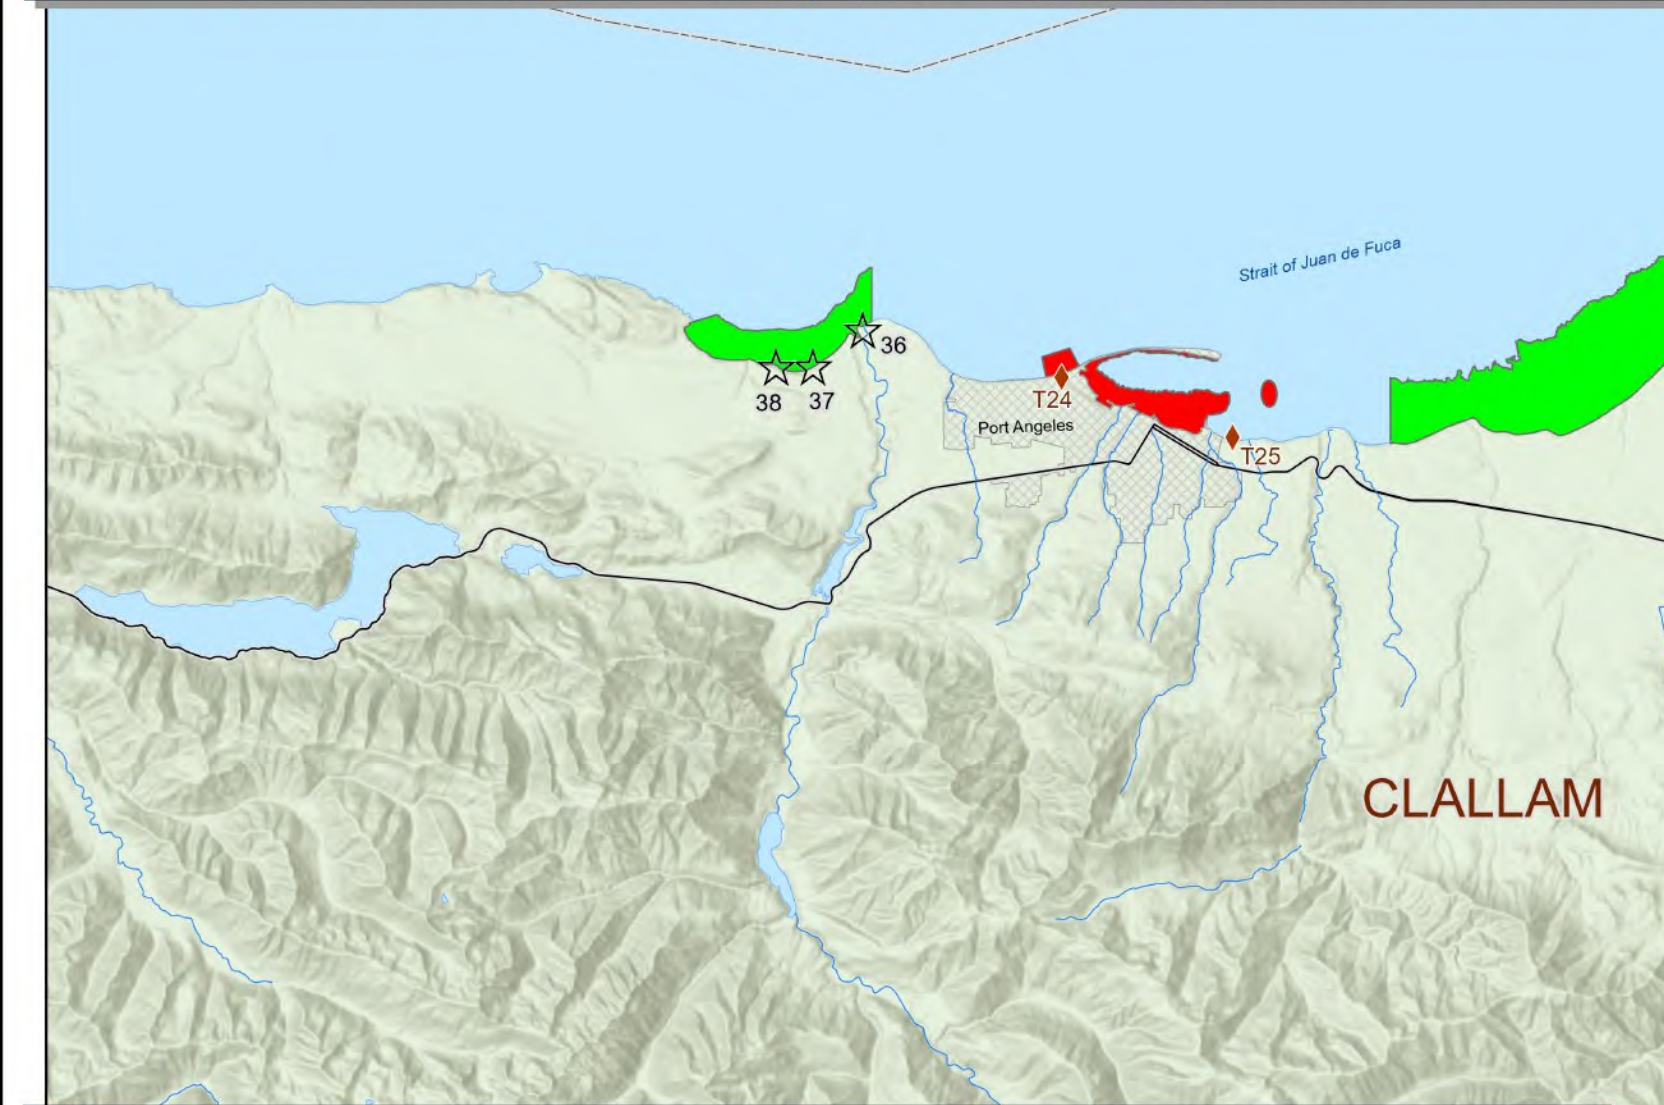 Strait of Juan de Fuca
36
38
37
T24
Port Angeles
T25
CLALLAM